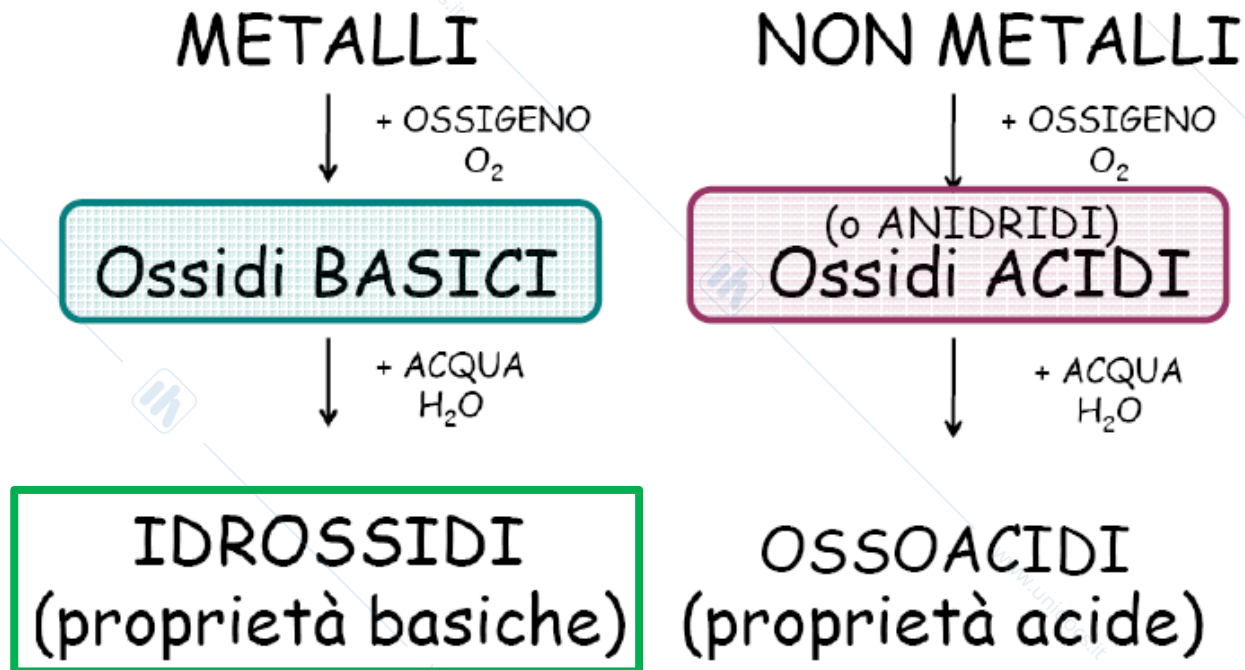 METALLI
+ OSSIGENO
O₂
Ossidi BASICI
+ ACQUA
H₂O
IDROSSIDI
(proprietà basiche)
NON METALLI
+ OSSIGENO
O₂
(o ANIDRIDI)
Ossidi ACIDI
+ ACQUA
H₂O
OSSOACIDI
(proprietà acide)